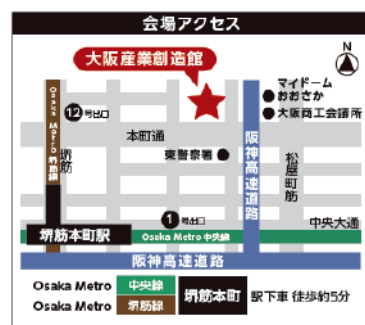 会場アクセス
N
大阪産業創造館
マイドーム
おおさか
大阪商工会議所
Osaka Metro 堺筋線
⑫号出口
堺筋
本町通
東警察署
阪神高速道路
松屋町筋
①号出口
中央大通
堺筋本町駅
Osaka Metro 中央線
阪神高速道路
Osaka Metro 中央線
Osaka Metro 堺筋線
堺筋本町 駅下車 徒歩約5分